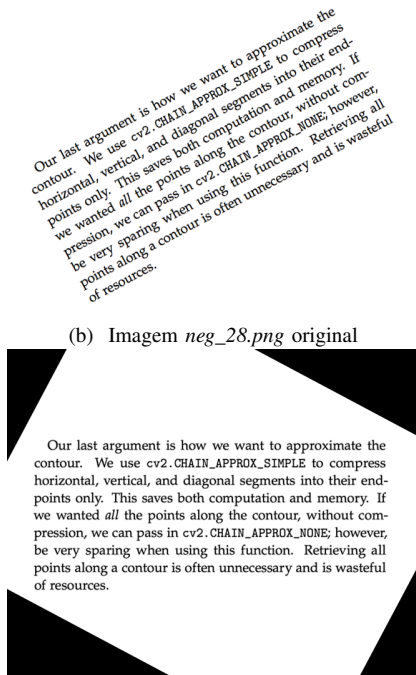 Our last argument is how we want to approximate the
contour. We use cv2.CHAIN_APPROX_SIMPLE to compress
horizontal, vertical, and diagonal segments into their end-
points only. This saves both computation and memory. If
we wanted all the points along the contour, without com-
pression, we can pass in cv2.CHAIN_APPROX_NONE; however,
be very sparing when using this function. Retrieving all
points along a contour is often unnecessary and is wasteful
of resources.
(b) Imagem neg_28.png original
Our last argument is how we want to approximate the
contour. We use cv2.CHAIN_APPROX_SIMPLE to compress
horizontal, vertical, and diagonal segments into their end-
points only. This saves both computation and memory. If
we wanted all the points along the contour, without com-
pression, we can pass in cv2.CHAIN_APPROX_NONE; however,
be very sparing when using this function. Retrieving all
points along a contour is often unnecessary and is wasteful
of resources.